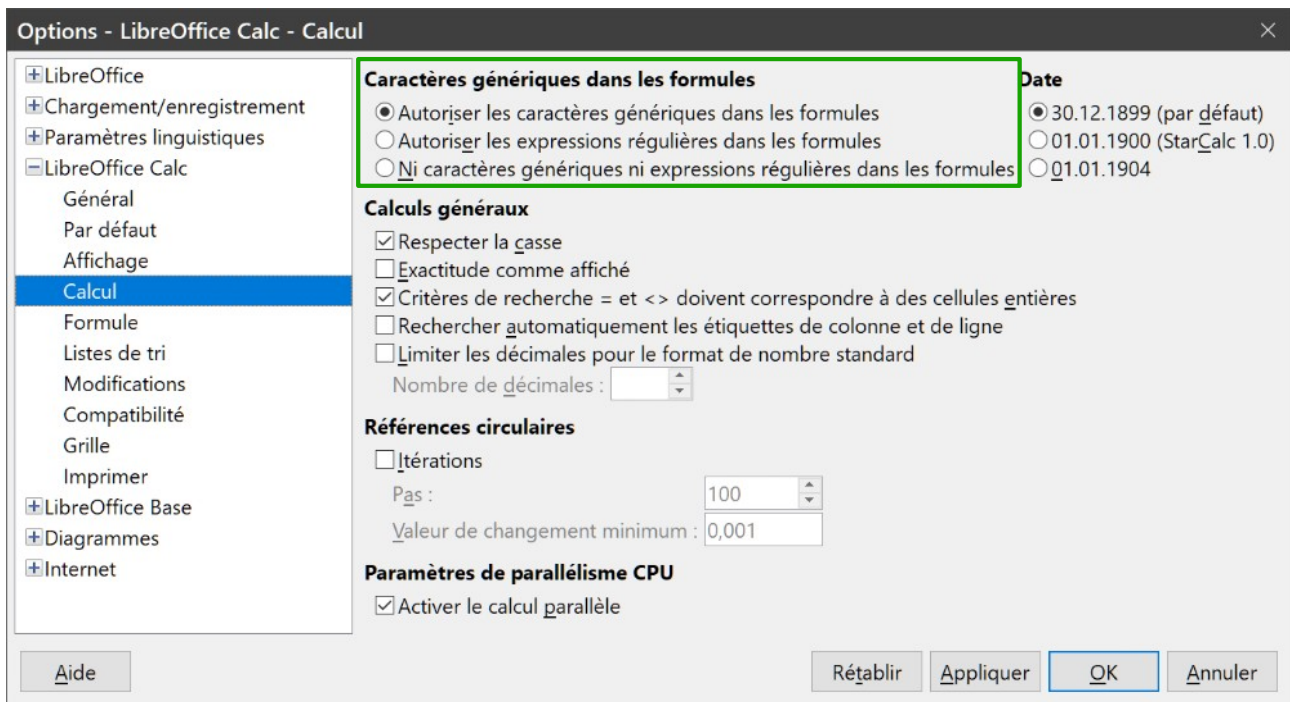 Options - LibreOffice Calc - Calcul
LibreOffice
Chargement/enregistrement
Paramètres linguistiques
LibreOffice Calc
Général
Par défaut
Affichage
Calcul
Formule
Listes de tri
Modifications
Compatibilité
Grille
Imprimer
LibreOffice Base
Diagrammes
Internet
Caractères génériques dans les formules
Autoriser les caractères génériques dans les formules
Autoriser les expressions régulières dans les formules
Ni caractères génériques ni expressions régulières dans les formules
Date
30.12.1899 (par défaut)
01.01.1900 (StarCalc 1.0)
01.01.1904
Calculs généraux
Respecter la casse
Exactitude comme affiché
Critères de recherche = et <> doivent correspondre à des cellules entières
Rechercher automatiquement les étiquettes de colonne et de ligne
Limiter les décimales pour le format de nombre standard
Nombre de décimales :
Références circulaires
Itérations
Pas : 100
Valeur de changement minimum : 0,001
Paramètres de parallélisme CPU
Activer le calcul parallèle
Aide Rétablir Appliquer OK Annuler